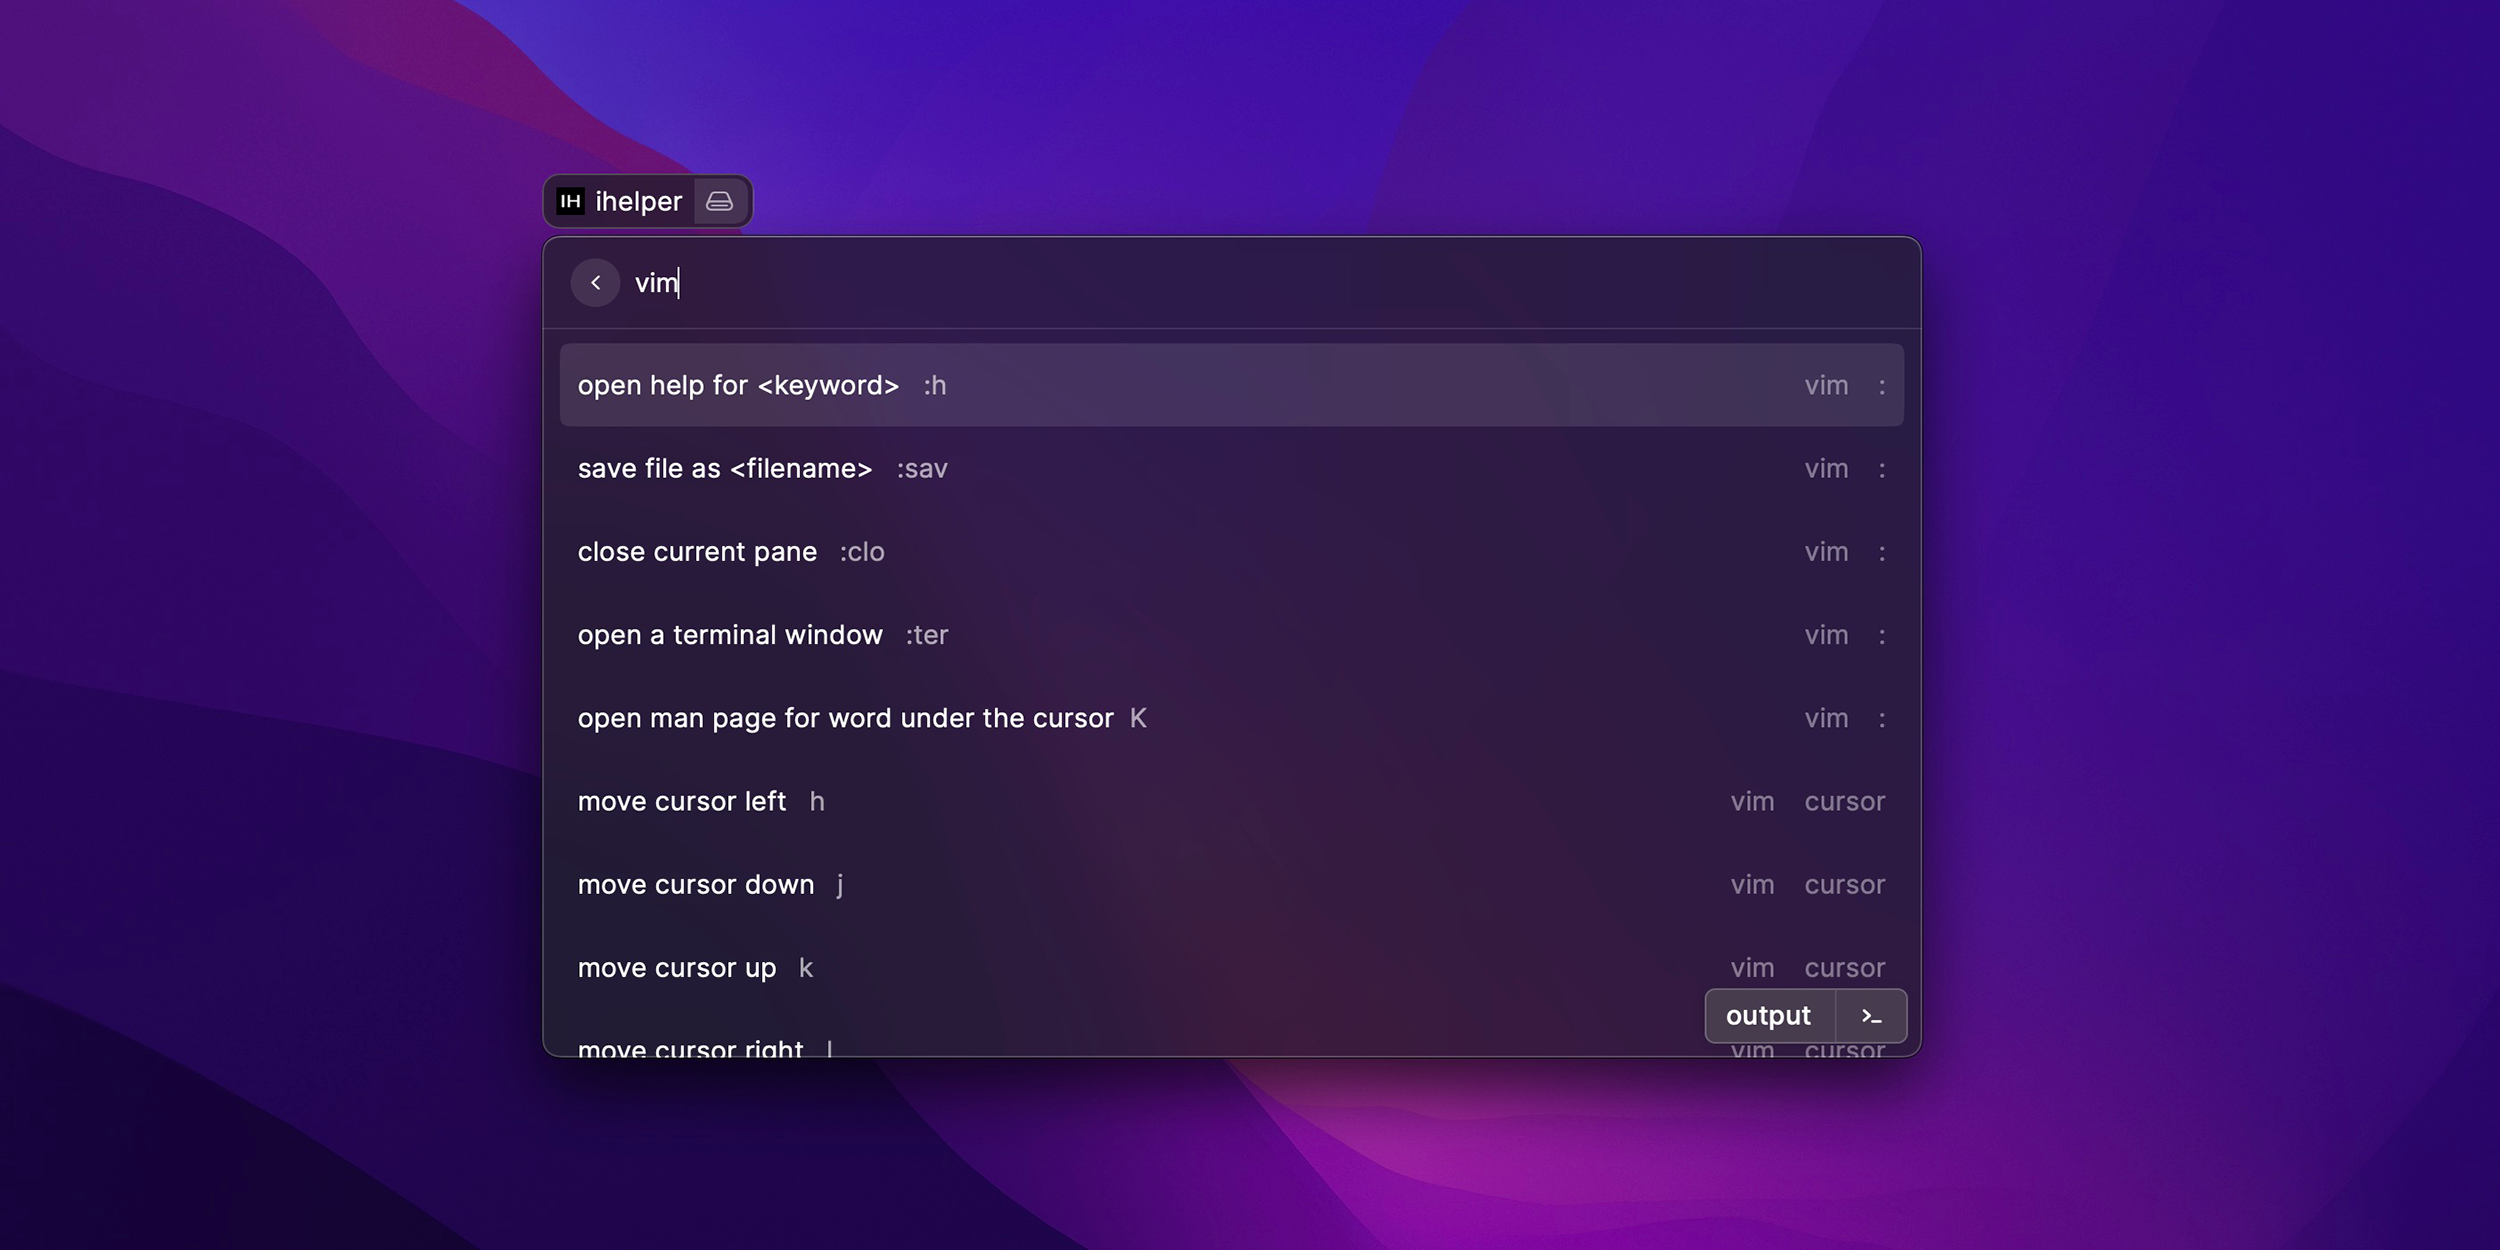 IH ihelper
vim
open help for <keyword> :h vim :
save file as <filename> :sav vim :
close current pane :clo vim :
open a terminal window :ter vim :
open man page for word under the cursor K vim :
move cursor left h vim cursor
move cursor down j vim cursor
move cursor up k vim cursor
output >_
move cursor right l vim cursor